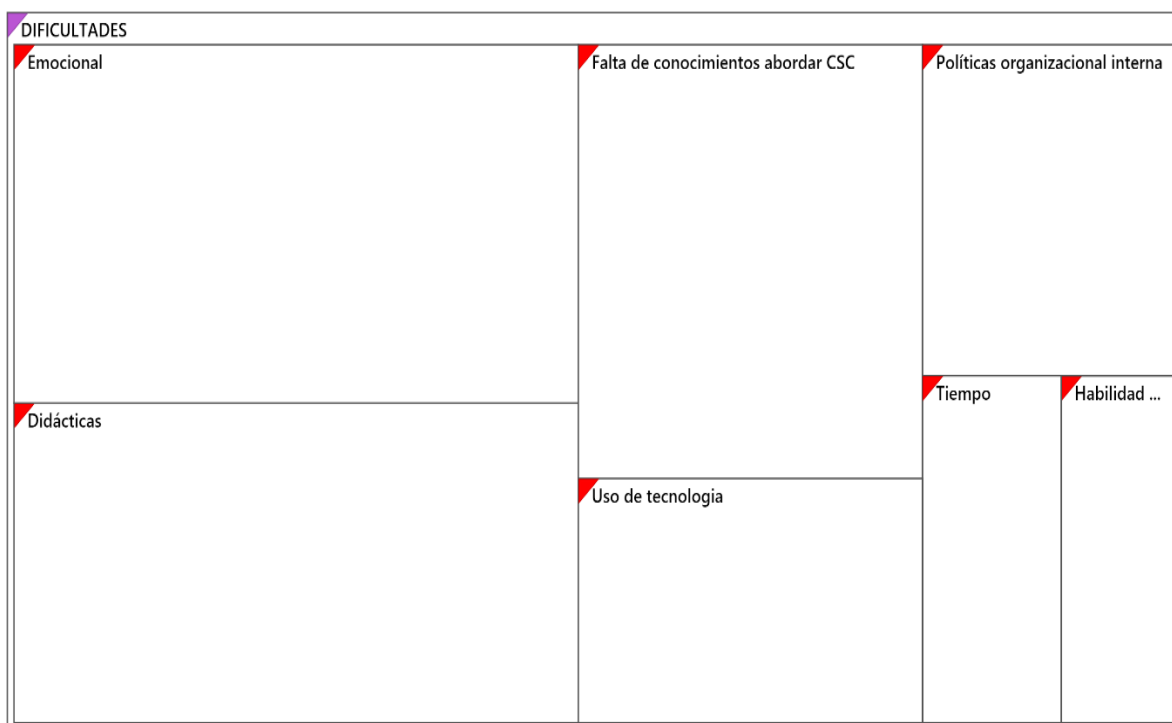 DIFICULTADES
Emocional
Falta de conocimientos abordar CSC
Políticas organizacional interna
Didácticas
Uso de tecnologia
Tiempo
Habilidad ...